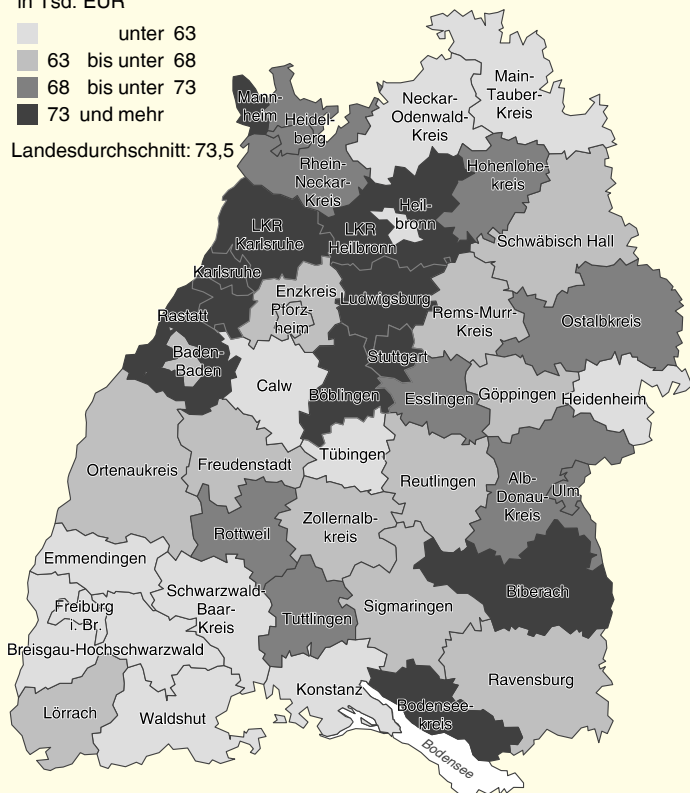 in Tsd. EUR
unter 63
63 bis unter 68
68 bis unter 73
73 und mehr
Landesdurchschnitt: 73,5
Main-
Tauber-
Kreis
Neckar-
Odenwald-
Kreis
Mann-
heim
Heidel-
berg
Rhein-
Neckar-
Kreis
Hohenlohe-
kreis
Heil-
bronn
LKR
Karlsruhe
LKR
Heilbronn
Schwäbisch Hall
Karlsruhe
Enzkreis
Pforz-
heim
Ludwigsburg
Rastatt
Rems-Murr-
Kreis
Ostalbkreis
Baden-
Baden
Stuttgart
Calw
Böblingen
Esslingen
Göppingen
Heidenheim
Ortenaukreis
Freudenstadt
Tübingen
Reutlingen
Alb-
Donau-
Kreis
Ulm
Rottweil
Zollernalb-
kreis
Emmendingen
Schwarzwald-
Baar-
Kreis
Freiburg
i. Br.
Tuttlingen
Sigmaringen
Biberach
Breisgau-Hochschwarzwald
Konstanz
Ravensburg
Lörrach
Waldshut
Bodensee-
kreis
Bodensee